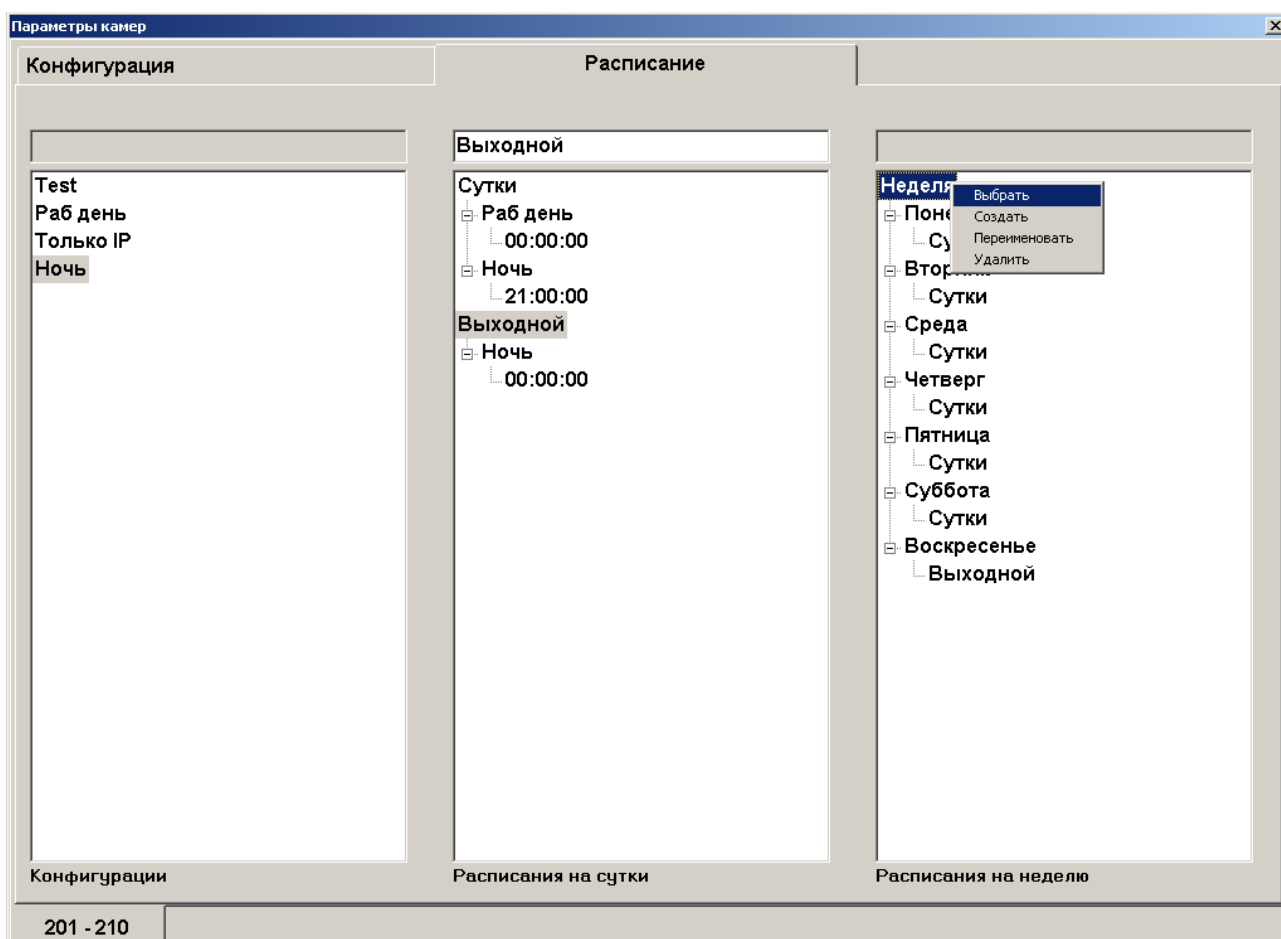 Параметры камер
Конфигурация
Расписание
Выходной
Test
Раб день
Только IP
Ночь
Конфигурации
Сутки
Раб день
00:00:00
Ночь
21:00:00
Выходной
Ночь
00:00:00
Расписания на сутки
Неделя
Выбрать
Создать
Переименовать
Удалить
Сутки
Среда
Сутки
Четверг
Сутки
Пятница
Сутки
Суббота
Сутки
Воскресенье
Выходной
Расписания на неделю
201 - 210